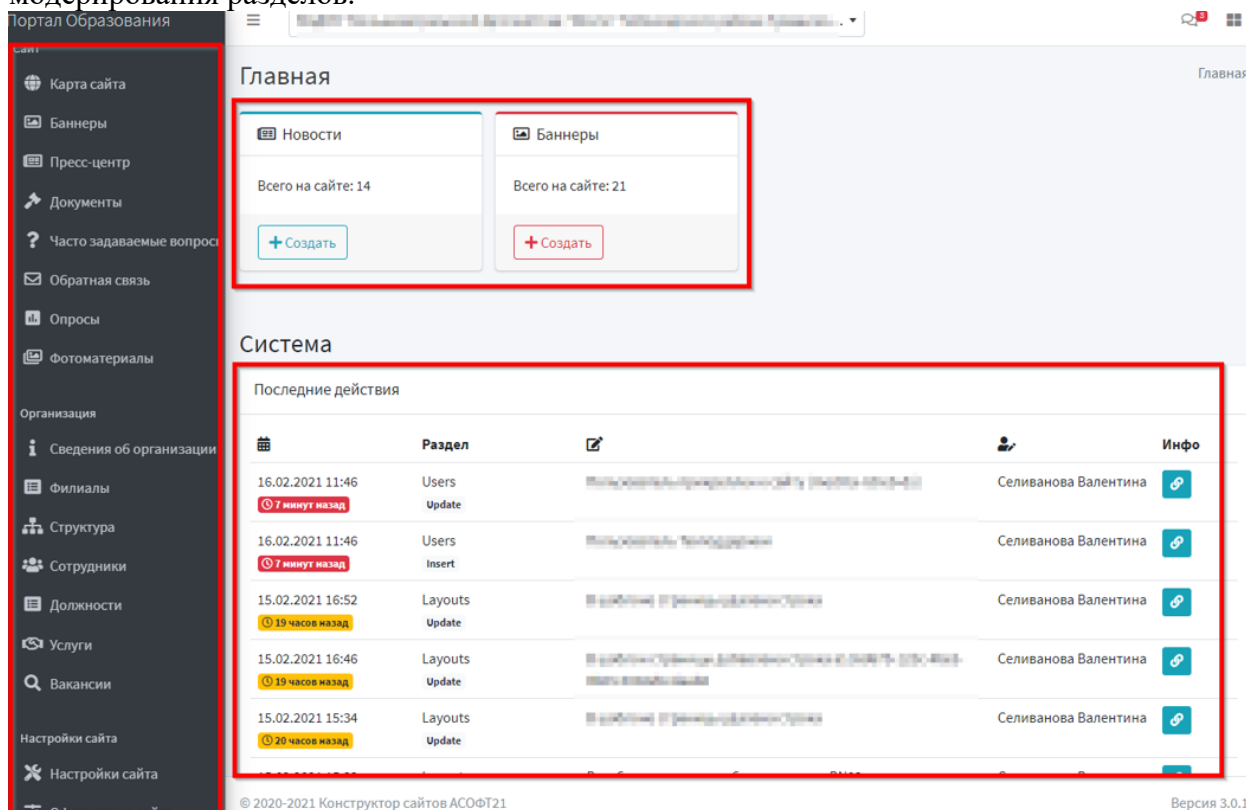 модерирования разделов.
Портал Образования
3
Сайт
Карта сайта
Баннеры
Пресс-центр
Документы
Часто задаваемые вопросы
Обратная связь
Опросы
Фотоматериалы
Организация
Сведения об организации
Филиалы
Структура
Сотрудники
Должности
Услуги
Вакансии
Настройки сайта
Настройки сайта
Главная
Главная
Новости
Всего на сайте: 14
Создать
Баннеры
Всего на сайте: 21
Создать
Система
Последние действия
Раздел
Инфо
16.02.2021 11:46 Users Селиванова Валентина
7 минут назад Update
16.02.2021 11:46 Users Селиванова Валентина
7 минут назад Insert
15.02.2021 16:52 Layouts Селиванова Валентина
19 часов назад Update
15.02.2021 16:46 Layouts Селиванова Валентина
19 часов назад Update
15.02.2021 15:34 Layouts Селиванова Валентина
20 часов назад Update
© 2020-2021 Конструктор сайтов АСОФТ21
Версия 3.0.1